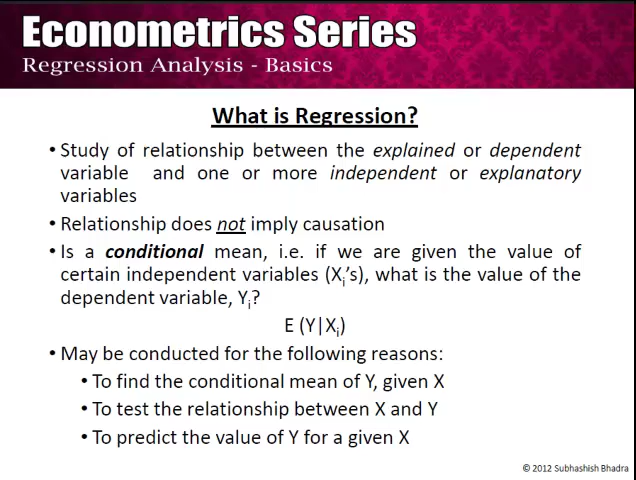 Econometrics Series
Regression Analysis - Basics
What is Regression?
• Study of relationship between the explained or dependent
variable and one or more independent or explanatory
variables
• Relationship does not imply causation
• Is a conditional mean, i.e. if we are given the value of
certain independent variables (Xi's), what is the value of the
dependent variable, Yi?
E (Y|Xi)
• May be conducted for the following reasons:
• To find the conditional mean of Y, given X
• To test the relationship between X and Y
• To predict the value of Y for a given X
© 2012 Subhashish Bhadra